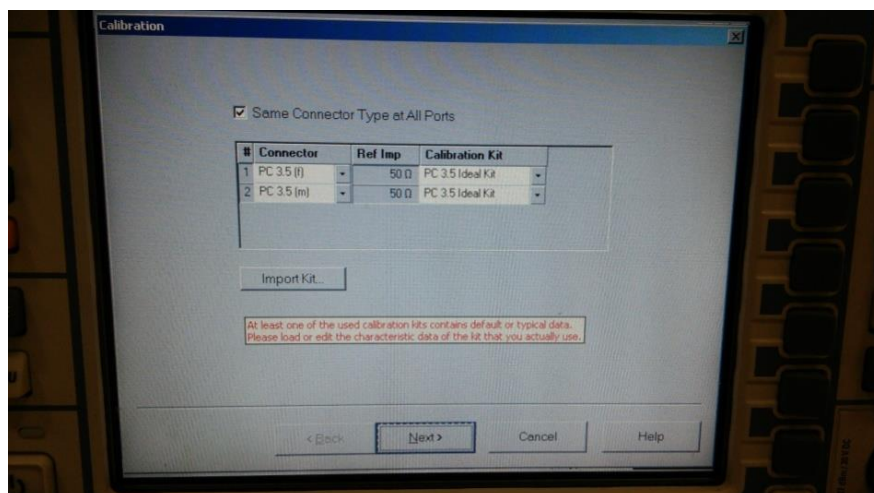 Calibration
Same Connector Type at All Ports
# Connector Ref Imp Calibration Kit
1 PC 3.5 (f) 50 Ω PC 3.5 Ideal Kit
2 PC 3.5 (m) 50 Ω PC 3.5 Ideal Kit
Import Kit...
At least one of the used calibration kits contains default or typical data.
Please load or edit the characteristic data of the kit that you actually use.
< Back Next > Cancel Help